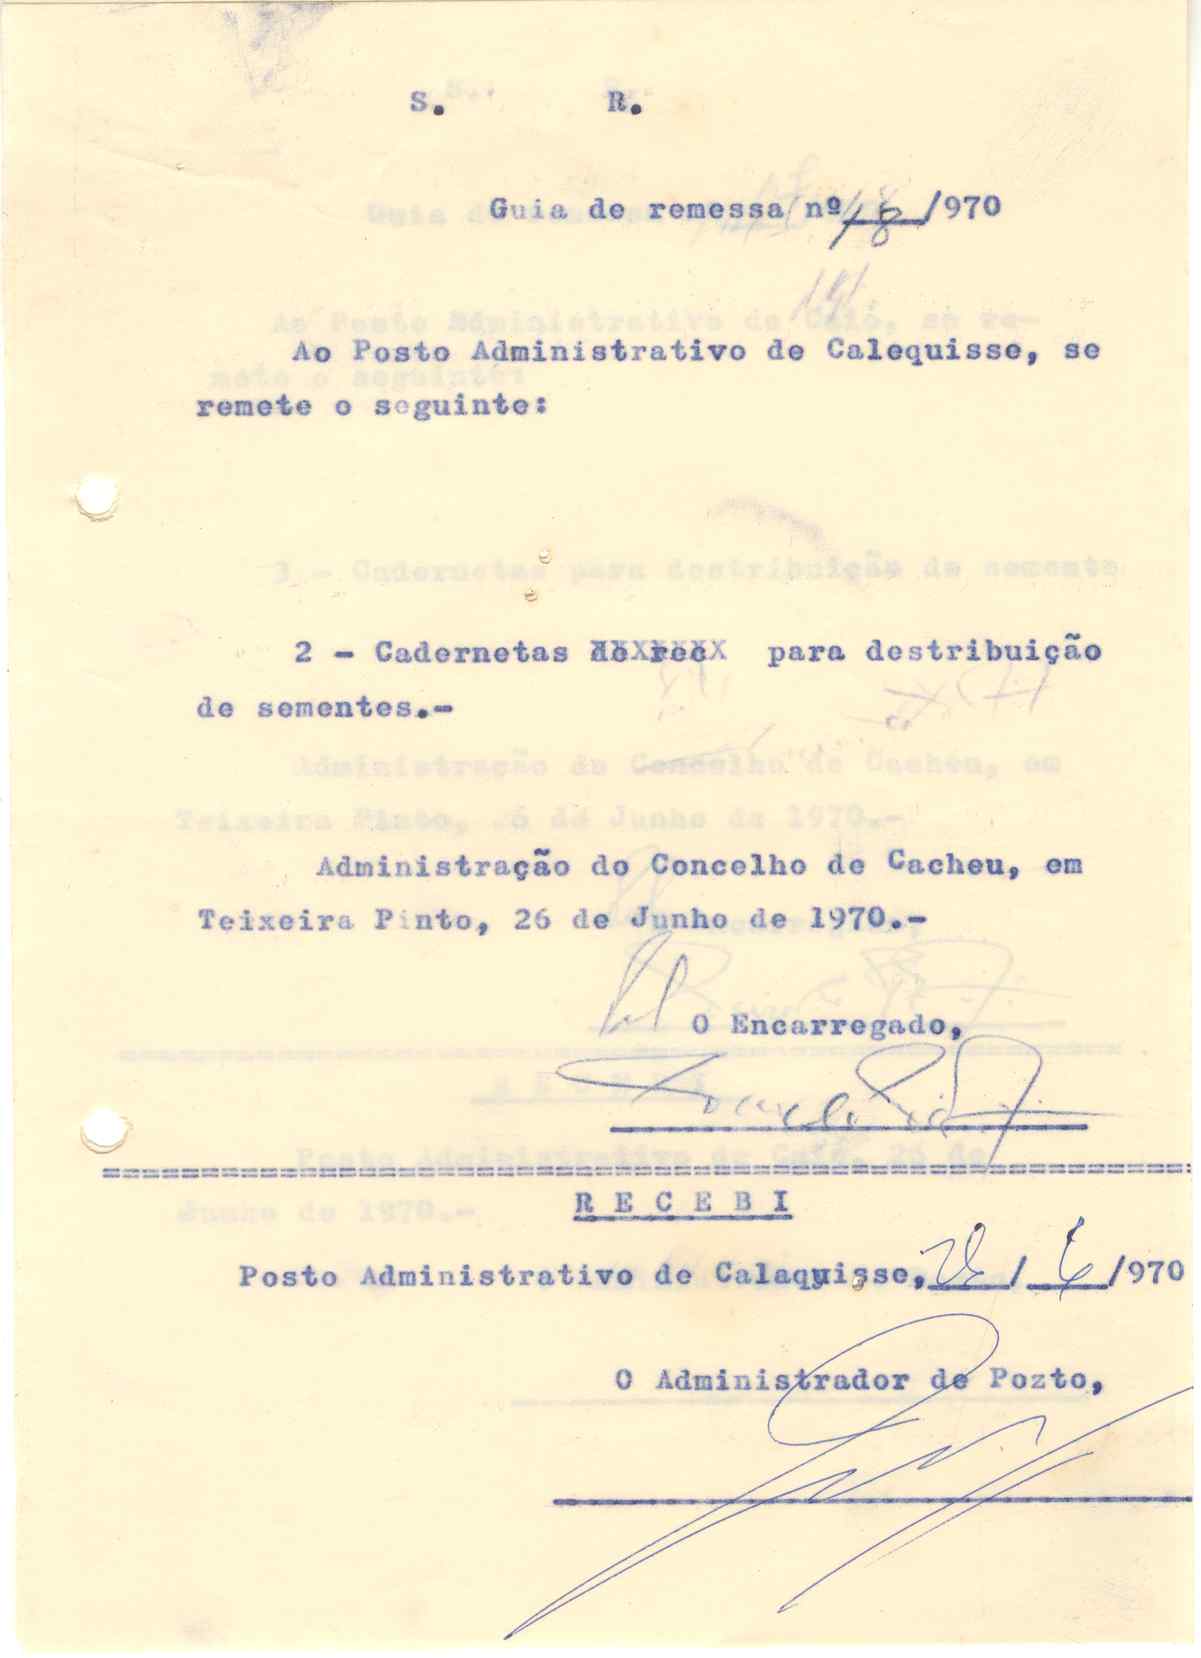 S. R.
Guia de remessa nº 18/970
Ao Posto Administrativo de Calequisse, se
remete o seguinte:
2 - Cadernetas para destribuição
de sementes.-
Administração do Concelho de Cacheu, em
Teixeira Pinto, 26 de Junho de 1970.-
O Encarregado,
RECEBI
Posto Administrativo de Calaquisse, / 6 /970
O Administrador de Pozto,